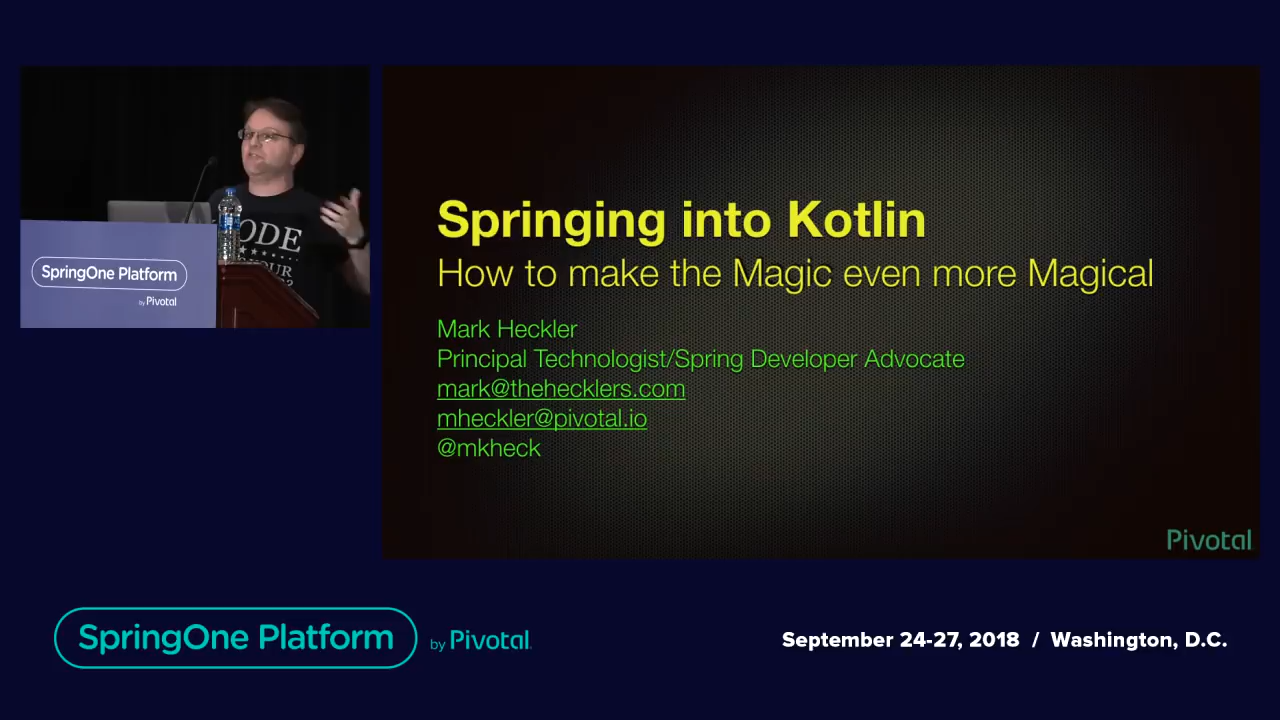 ODE
SpringOne Platform
by Pivotal
Springing into Kotlin
How to make the Magic even more Magical
Mark Heckler
Principal Technologist/Spring Developer Advocate
mark@thehecklers.com
mheckler@pivotal.io
@mkheck
Pivotal
SpringOne Platform
by Pivotal
September 24-27, 2018 / Washington, D.C.